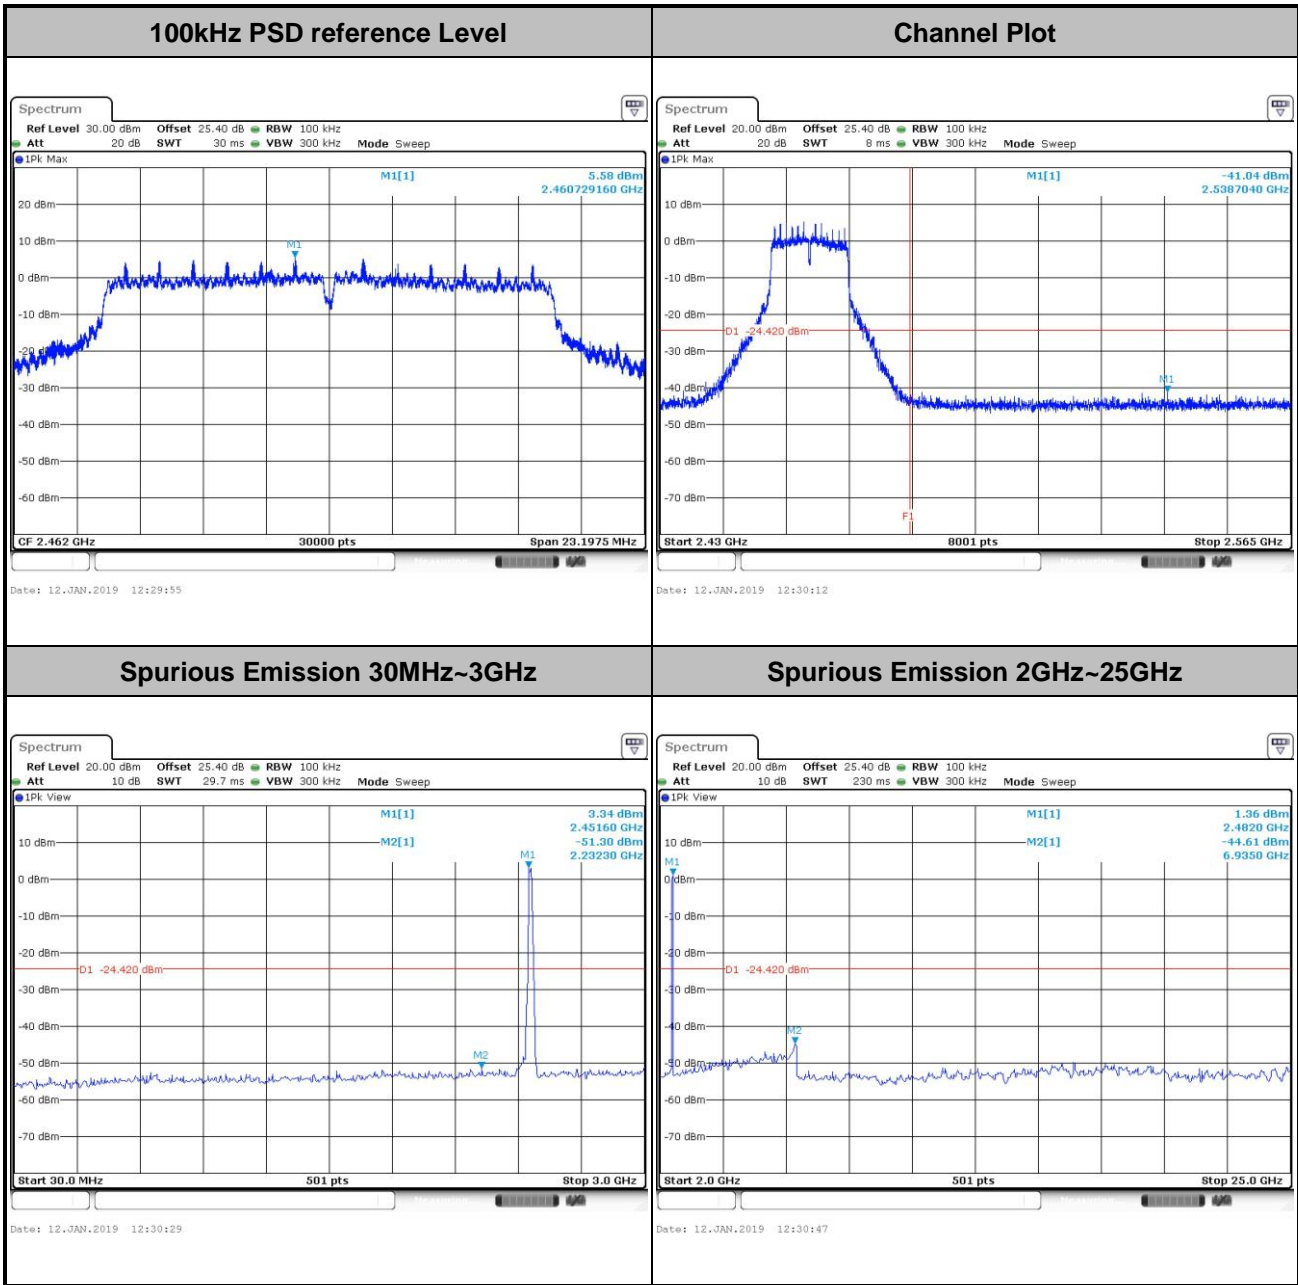 100kHz PSD reference Level
Channel Plot
Spectrum
Ref Level 30.00 dBm Offset 25.40 dB RBW 100 kHz
Att 20 dB SWT 30 ms VBW 300 kHz Mode Sweep
1Pk Max
M1[1] 5.58 dBm
2.460729160 GHz
20 dBm
10 dBm
M1
0 dBm
-10 dBm
-20 dBm
-30 dBm
-40 dBm
-50 dBm
-60 dBm
CF 2.462 GHz 30000 pts Span 23.1975 MHz
Date: 12.JAN.2019 12:29:55
Spectrum
Ref Level 20.00 dBm Offset 25.40 dB RBW 100 kHz
Att 20 dB SWT 8 ms VBW 300 kHz Mode Sweep
1Pk Max
M1[1] -41.04 dBm
2.5387040 GHz
10 dBm
0 dBm
-10 dBm
-20 dBm
D1 -24.420 dBm
-30 dBm
M1
-40 dBm
-50 dBm
-60 dBm
-70 dBm
F1
Start 2.43 GHz 8001 pts Stop 2.565 GHz
Date: 12.JAN.2019 12:30:12
Spurious Emission 30MHz~3GHz
Spurious Emission 2GHz~25GHz
Spectrum
Ref Level 20.00 dBm Offset 25.40 dB RBW 100 kHz
Att 10 dB SWT 29.7 ms VBW 300 kHz Mode Sweep
1Pk View
M1[1] 3.34 dBm
2.45160 GHz
10 dBm
M2[1] -51.30 dBm
2.23230 GHz
M1
0 dBm
-10 dBm
-20 dBm
D1 -24.420 dBm
-30 dBm
-40 dBm
M2
-50 dBm
-60 dBm
-70 dBm
Start 30.0 MHz 501 pts Stop 3.0 GHz
Date: 12.JAN.2019 12:30:29
Spectrum
Ref Level 20.00 dBm Offset 25.40 dB RBW 100 kHz
Att 10 dB SWT 230 ms VBW 300 kHz Mode Sweep
1Pk View
M1[1] 1.36 dBm
2.4820 GHz
10 dBm
M2[1] -44.61 dBm
6.9350 GHz
M1
0 dBm
-10 dBm
-20 dBm
D1 -24.420 dBm
-30 dBm
-40 dBm
M2
-50 dBm
-60 dBm
-70 dBm
Start 2.0 GHz 501 pts Stop 25.0 GHz
Date: 12.JAN.2019 12:30:47